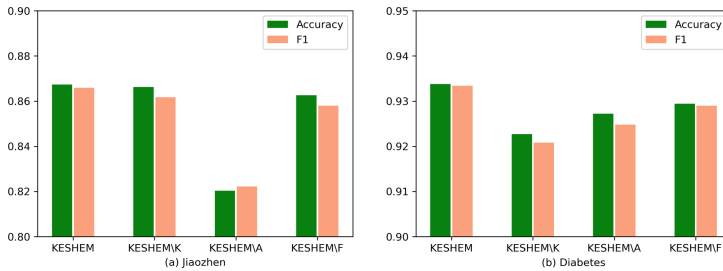 0.90
0.88
0.86
0.84
0.82
0.80
Accuracy
F1
KESHEM KESHEM\K KESHEM\A KESHEM\F
(a) Jiaozhen
0.95
0.94
0.93
0.92
0.91
0.90
Accuracy
F1
KESHEM KESHEM\K KESHEM\A KESHEM\F
(b) Diabetes